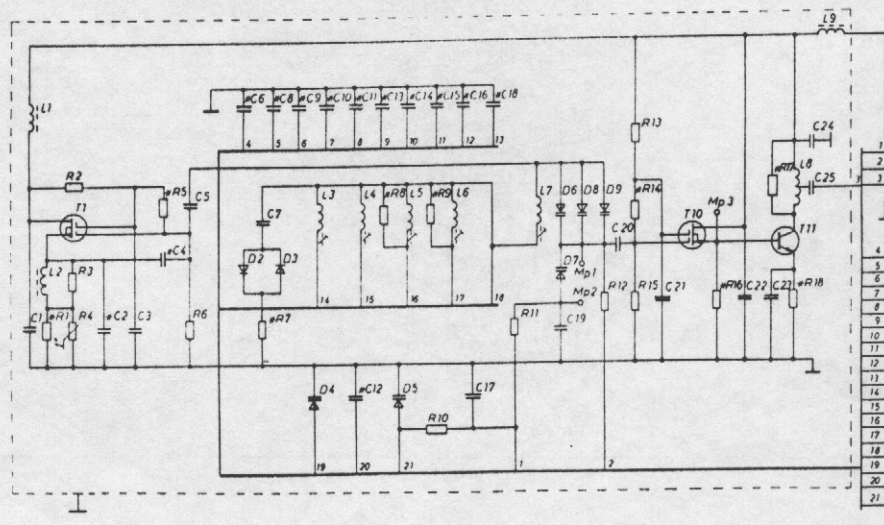 L9
L1
*C6 *C8 *C9 *C10 *C11 *C13 *C14 *C15 *C16 *C18
4 5 6 7 8 9 10 11 12 13
R13
C24
R2
*R5
C5
*R17
L8
C25
3
T1
C7
L3
L4
*R8
L5
*R9
L6
L7
D6
D8
D9
*R14
Mp3
C20
T10
T11
*C4
L2
R3
D2
D3
D7
Mp1
Mp2
C1
*R1
R4
*C2
C3
R6
*R7
14 15 16 17 18
R11
C19
R12
R15
C21
*R16
C22
C23
*R18
D4
*C12
D5
C17
R10
19 20 21 1 2
1
2
3
4
5
6
7
8
9
10
11
12
13
14
15
16
17
18
19
20
21